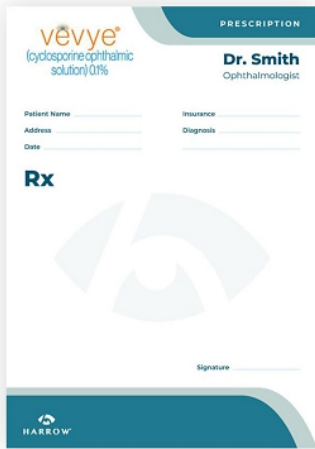 PRESCRIPTION
vevye®
(cyclosporine ophthalmic
solution) 0.1%
Dr. Smith
Ophthalmologist
Patient Name
Insurance
Address
Diagnosis
Date
Rx
Signature
HARROW